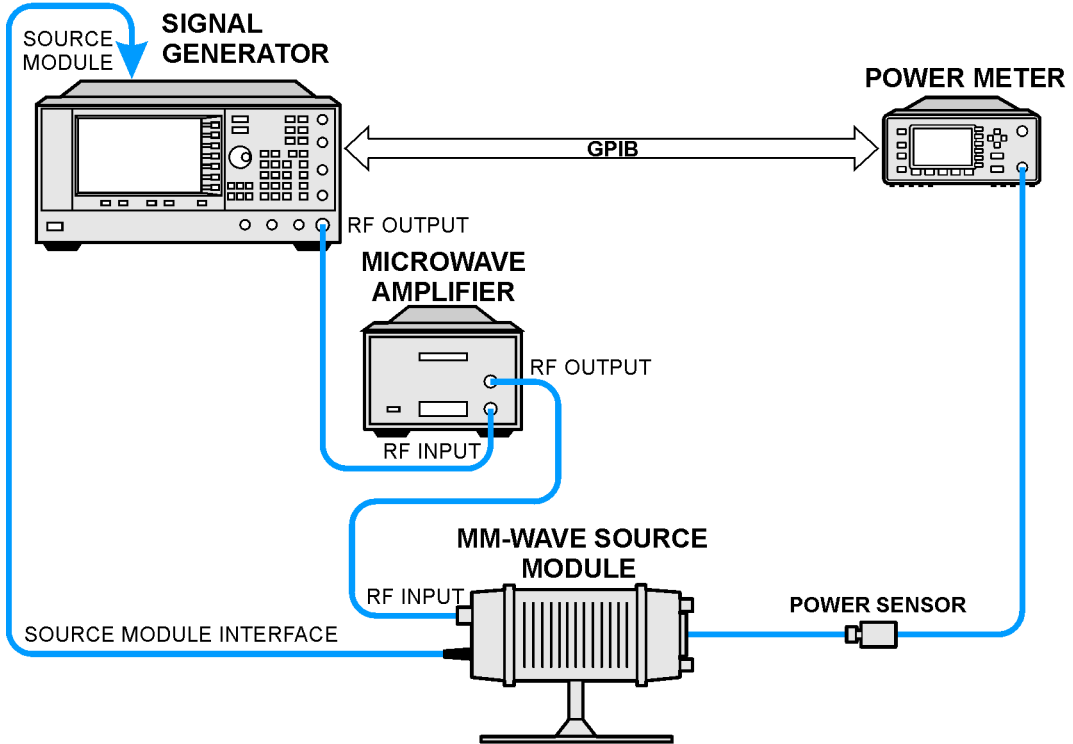 SIGNAL
GENERATOR
SOURCE
MODULE
POWER METER
GPIB
RF OUTPUT
MICROWAVE
AMPLIFIER
RF OUTPUT
RF INPUT
MM-WAVE SOURCE
MODULE
RF INPUT
POWER SENSOR
SOURCE MODULE INTERFACE